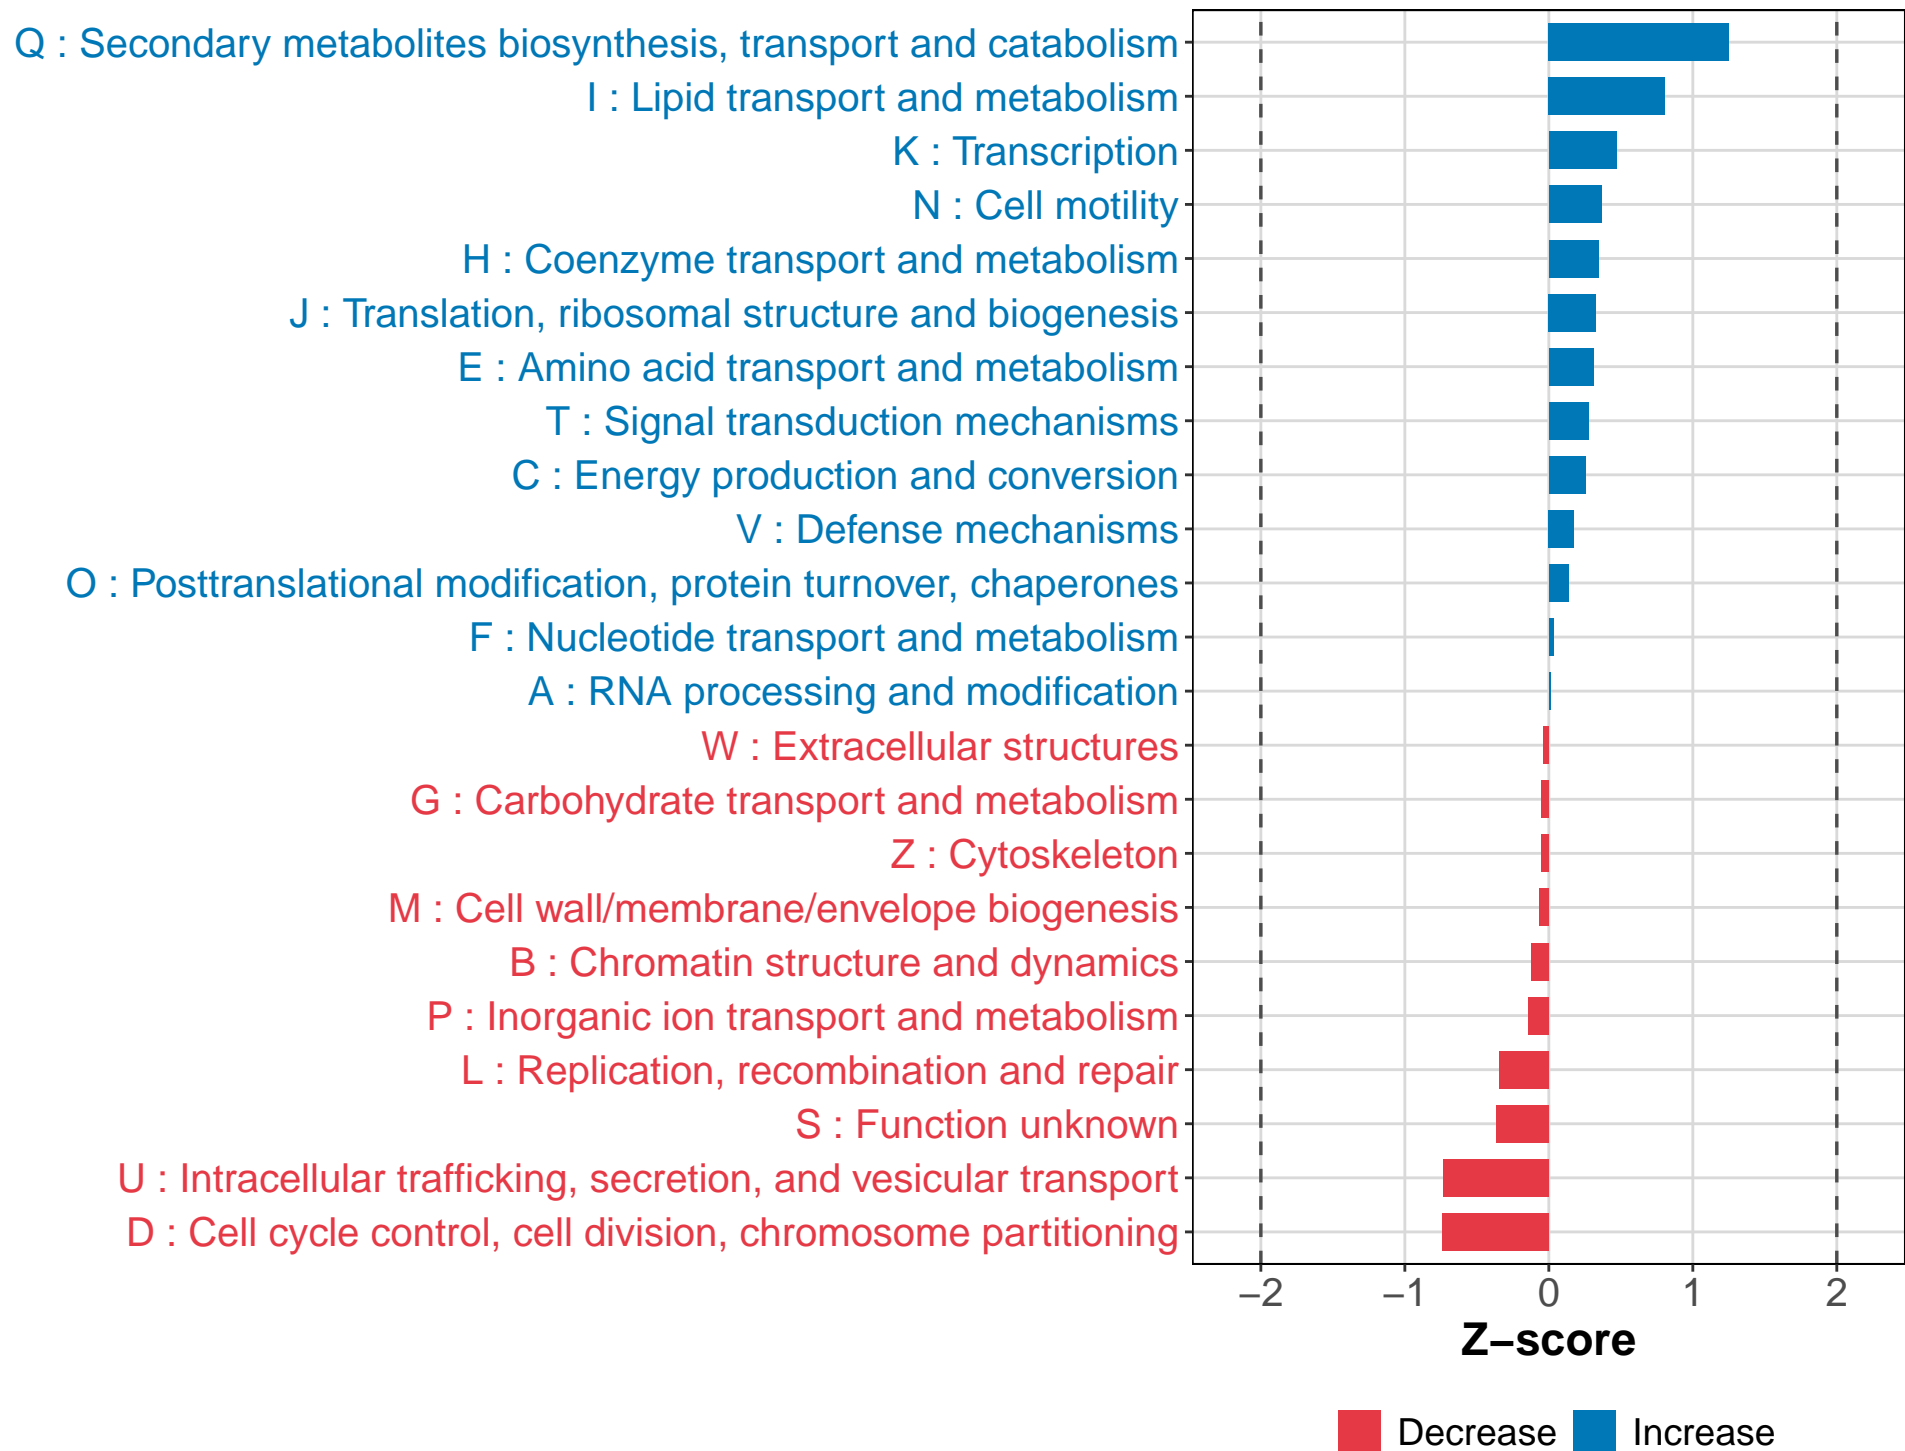 Q : Secondary metabolites biosynthesis, transport and catabolism
I : Lipid transport and metabolism
K : Transcription
N : Cell motility
H : Coenzyme transport and metabolism
J : Translation, ribosomal structure and biogenesis
E : Amino acid transport and metabolism
T : Signal transduction mechanisms
C : Energy production and conversion
V : Defense mechanisms
O : Posttranslational modification, protein turnover, chaperones
F : Nucleotide transport and metabolism
A : RNA processing and modification
W : Extracellular structures
G : Carbohydrate transport and metabolism
Z : Cytoskeleton
M : Cell wall/membrane/envelope biogenesis
B : Chromatin structure and dynamics
P : Inorganic ion transport and metabolism
L : Replication, recombination and repair
S : Function unknown
U : Intracellular trafficking, secretion, and vesicular transport
D : Cell cycle control, cell division, chromosome partitioning
−2 −1 0 1 2
Z−score
Decrease Increase